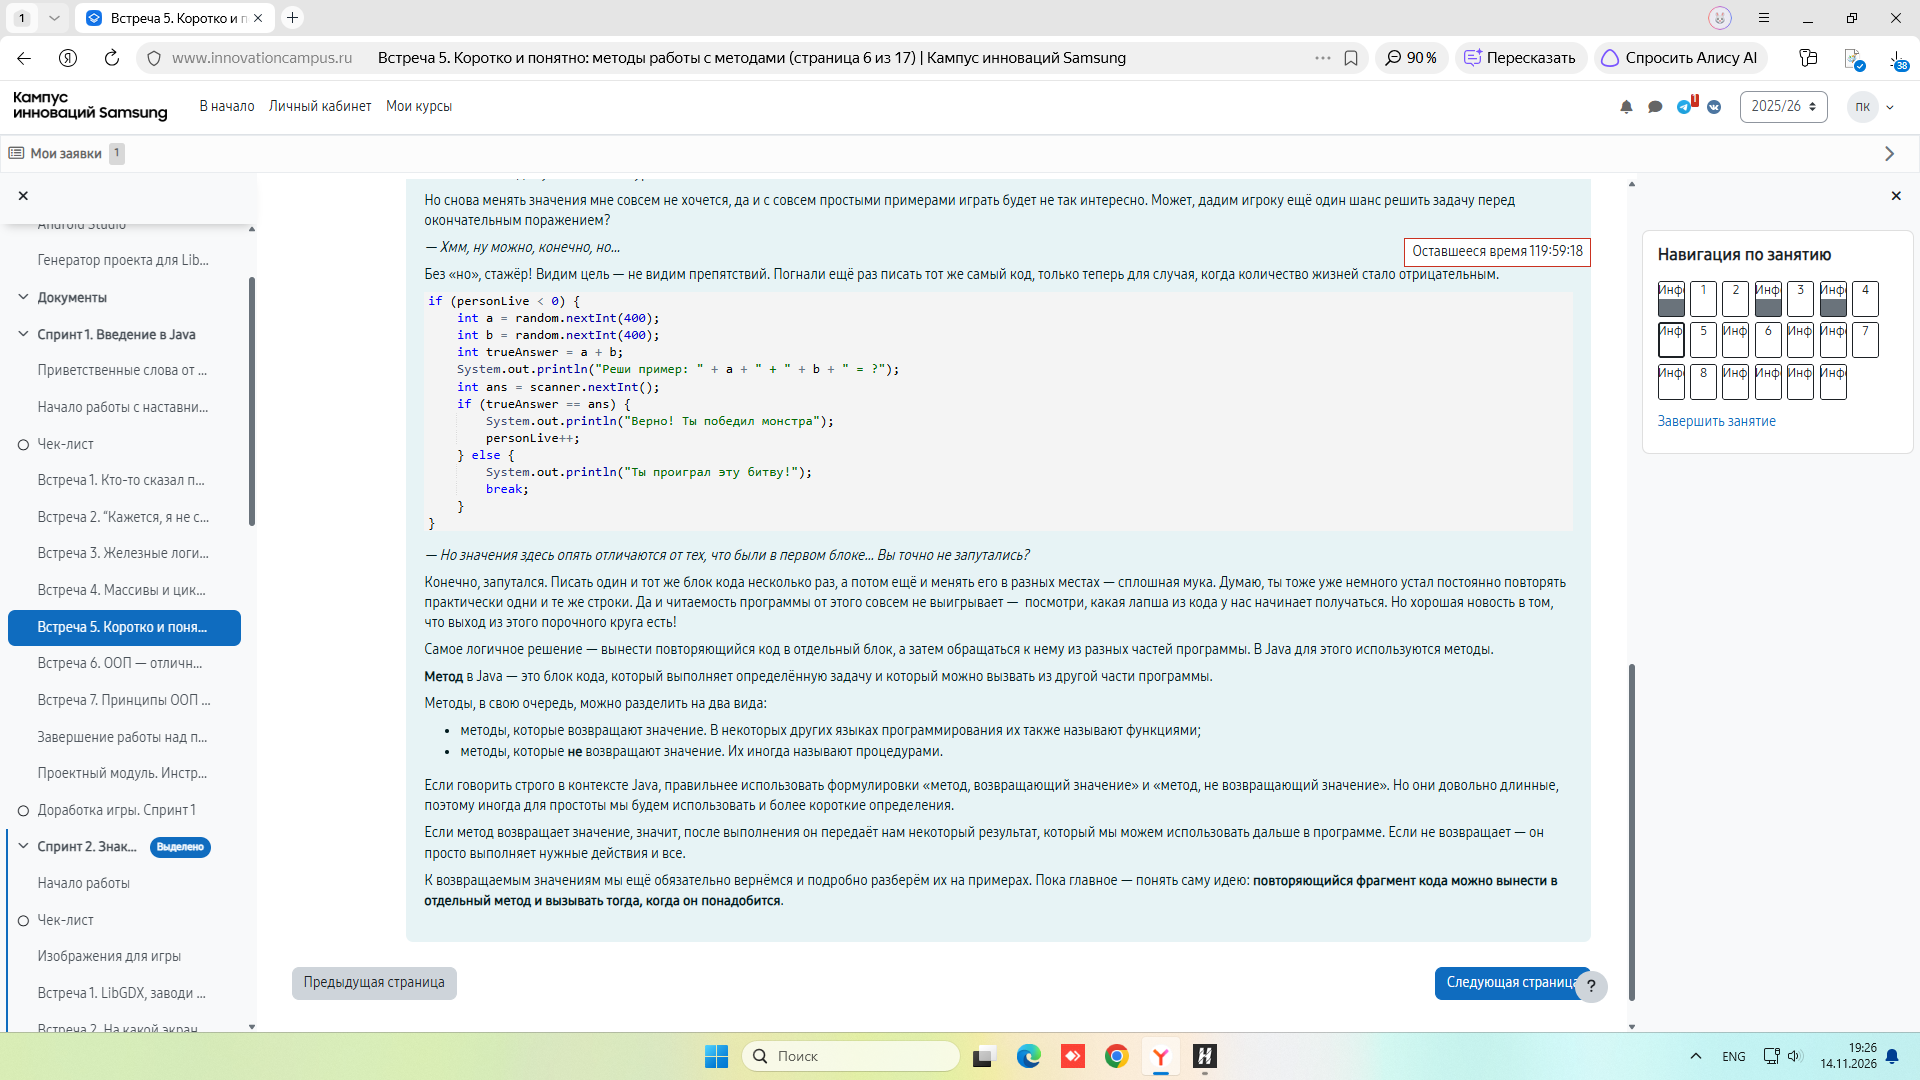 1
Встреча 5. Коротко и п
www.innovationcampus.ru
Встреча 5. Коротко и понятно: методы работы с методами (страница 6 из 17) | Кампус инноваций Samsung
90 %
Пересказать
Спросить Алису AI
38
Кампус
инноваций Samsung
В начало
Личный кабинет
Мои курсы
1
2025/26
ПК
Мои заявки
1
Android Studio
Генератор проекта для Lib...
Документы
Спринт 1. Введение в Java
Приветственные слова от ...
Начало работы с наставни...
Чек-лист
Встреча 1. Кто-то сказал п...
Встреча 2. “Кажется, я не с...
Встреча 3. Железные логи...
Встреча 4. Массивы и цик...
Встреча 5. Коротко и поня...
Встреча 6. ООП — отличн...
Встреча 7. Принципы ООП ...
Завершение работы над п...
Проектный модуль. Инстр...
Доработка игры. Спринт 1
Спринт 2. Знак...
Выделено
Начало работы
Чек-лист
Изображения для игры
Встреча 1. LibGDX, заводи ...
Встреча 2. На какой экран
Но снова менять значения мне совсем не хочется, да и с совсем простыми примерами играть будет не так интересно. Может, дадим игроку ещё один шанс решить задачу перед
окончательным поражением?
— Хмм, ну можно, конечно, но...
Оставшееся время 119:59:18
Без «но», стажёр! Видим цель — не видим препятствий. Погнали ещё раз писать тот же самый код, только теперь для случая, когда количество жизней стало отрицательным.
if (personLive < 0) {
int a = random.nextInt(400);
int b = random.nextInt(400);
int trueAnswer = a + b;
System.out.println("Реши пример: " + a + " + " + b + " = ?");
int ans = scanner.nextInt();
if (trueAnswer == ans) {
System.out.println("Верно! Ты победил монстра");
personLive++;
} else {
System.out.println("Ты проиграл эту битву!");
break;
}
}
— Но значения здесь опять отличаются от тех, что были в первом блоке... Вы точно не запутались?
Конечно, запутался. Писать один и тот же блок кода несколько раз, а потом ещё и менять его в разных местах — сплошная мука. Думаю, ты тоже уже немного устал постоянно повторять
практически одни и те же строки. Да и читаемость программы от этого совсем не выигрывает — посмотри, какая лапша из кода у нас начинает получаться. Но хорошая новость в том,
что выход из этого порочного круга есть!
Самое логичное решение — вынести повторяющийся код в отдельный блок, а затем обращаться к нему из разных частей программы. В Java для этого используются методы.
Метод в Java — это блок кода, который выполняет определённую задачу и который можно вызвать из другой части программы.
Методы, в свою очередь, можно разделить на два вида:
• методы, которые возвращают значение. В некоторых других языках программирования их также называют функциями;
• методы, которые не возвращают значение. Их иногда называют процедурами.
Если говорить строго в контексте Java, правильнее использовать формулировки «метод, возвращающий значение» и «метод, не возвращающий значение». Но они довольно длинные,
поэтому иногда для простоты мы будем использовать и более короткие определения.
Если метод возвращает значение, значит, после выполнения он передаёт нам некоторый результат, который мы можем использовать дальше в программе. Если не возвращает — он
просто выполняет нужные действия и все.
К возвращаемым значениям мы ещё обязательно вернёмся и подробно разберём их на примерах. Пока главное — понять саму идею: повторяющийся фрагмент кода можно вынести в
отдельный метод и вызывать тогда, когда он понадобится.
Предыдущая страница
Следующая страница
?
Навигация по занятию
Инф 1 2 Инф 3 Инф 4
Инф 5 Инф 6 Инф Инф 7
Инф 8 Инф Инф Инф Инф
Завершить занятие
Поиск
ENG
19:26
14.11.2026